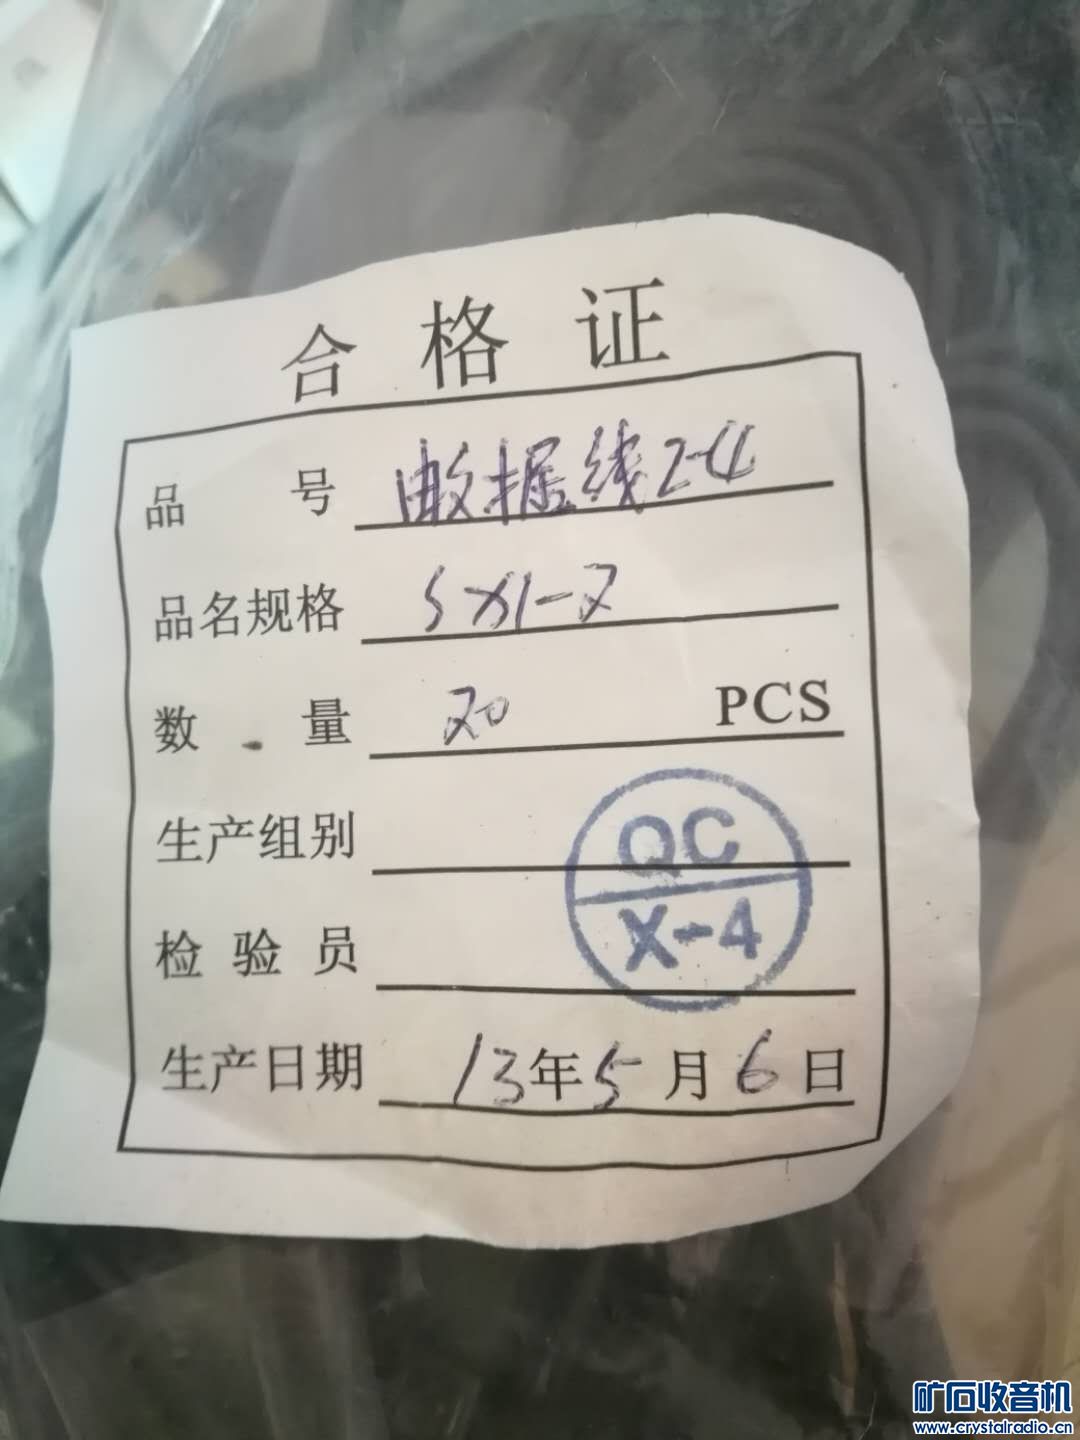 合格证
品 号 数据线2-4
品名规格 SX1-2
数 量 20 PCS
生产组别
QC
检验员
X-4
生产日期 13年5月6日
矿石收音机
www.crystalradio.cn